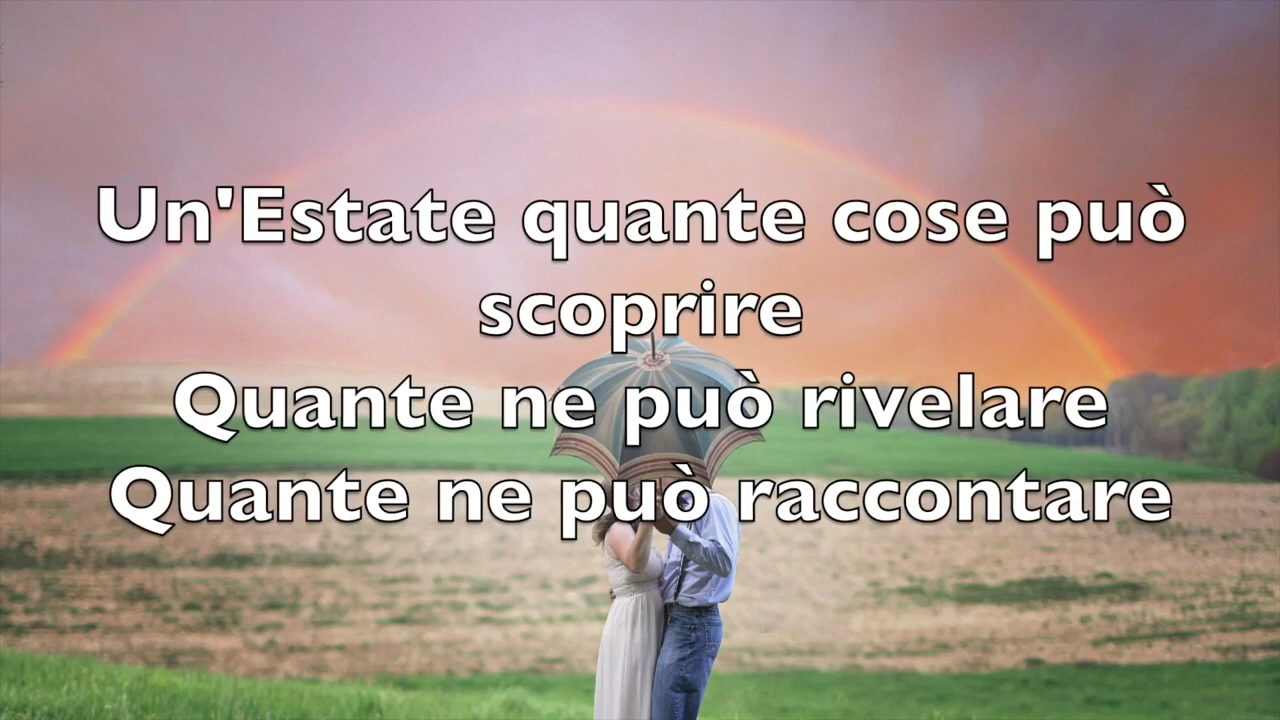 Un'Estate quante cose può
scoprire
Quante ne può rivelare
Quante ne può raccontare